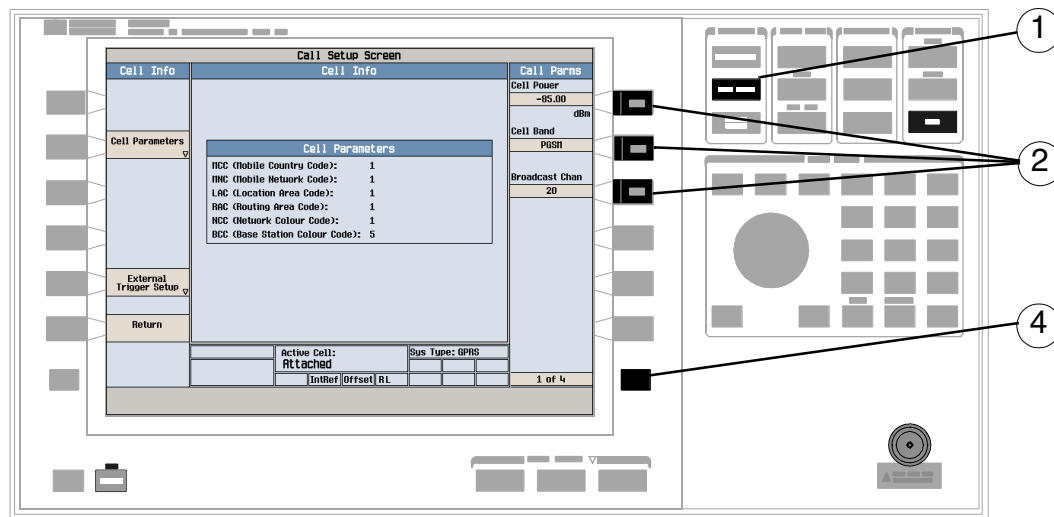 Call Setup Screen
Cell Info
Cell Info
Call Parms
Cell Power
-85.00
dBm
Cell Parameters
Cell Band
PGSM
Cell Parameters
MCC (Mobile Country Code): 1
MNC (Mobile Network Code): 1
LAC (Location Area Code): 1
RAC (Routing Area Code): 1
NCC (Network Colour Code): 1
BCC (Base Station Colour Code): 5
Broadcast Chan
20
External
Trigger Setup
Return
Active Cell:
Attached
Sys Type: GPRS
IntRef
Offset
RL
1 of 4
1
2
4